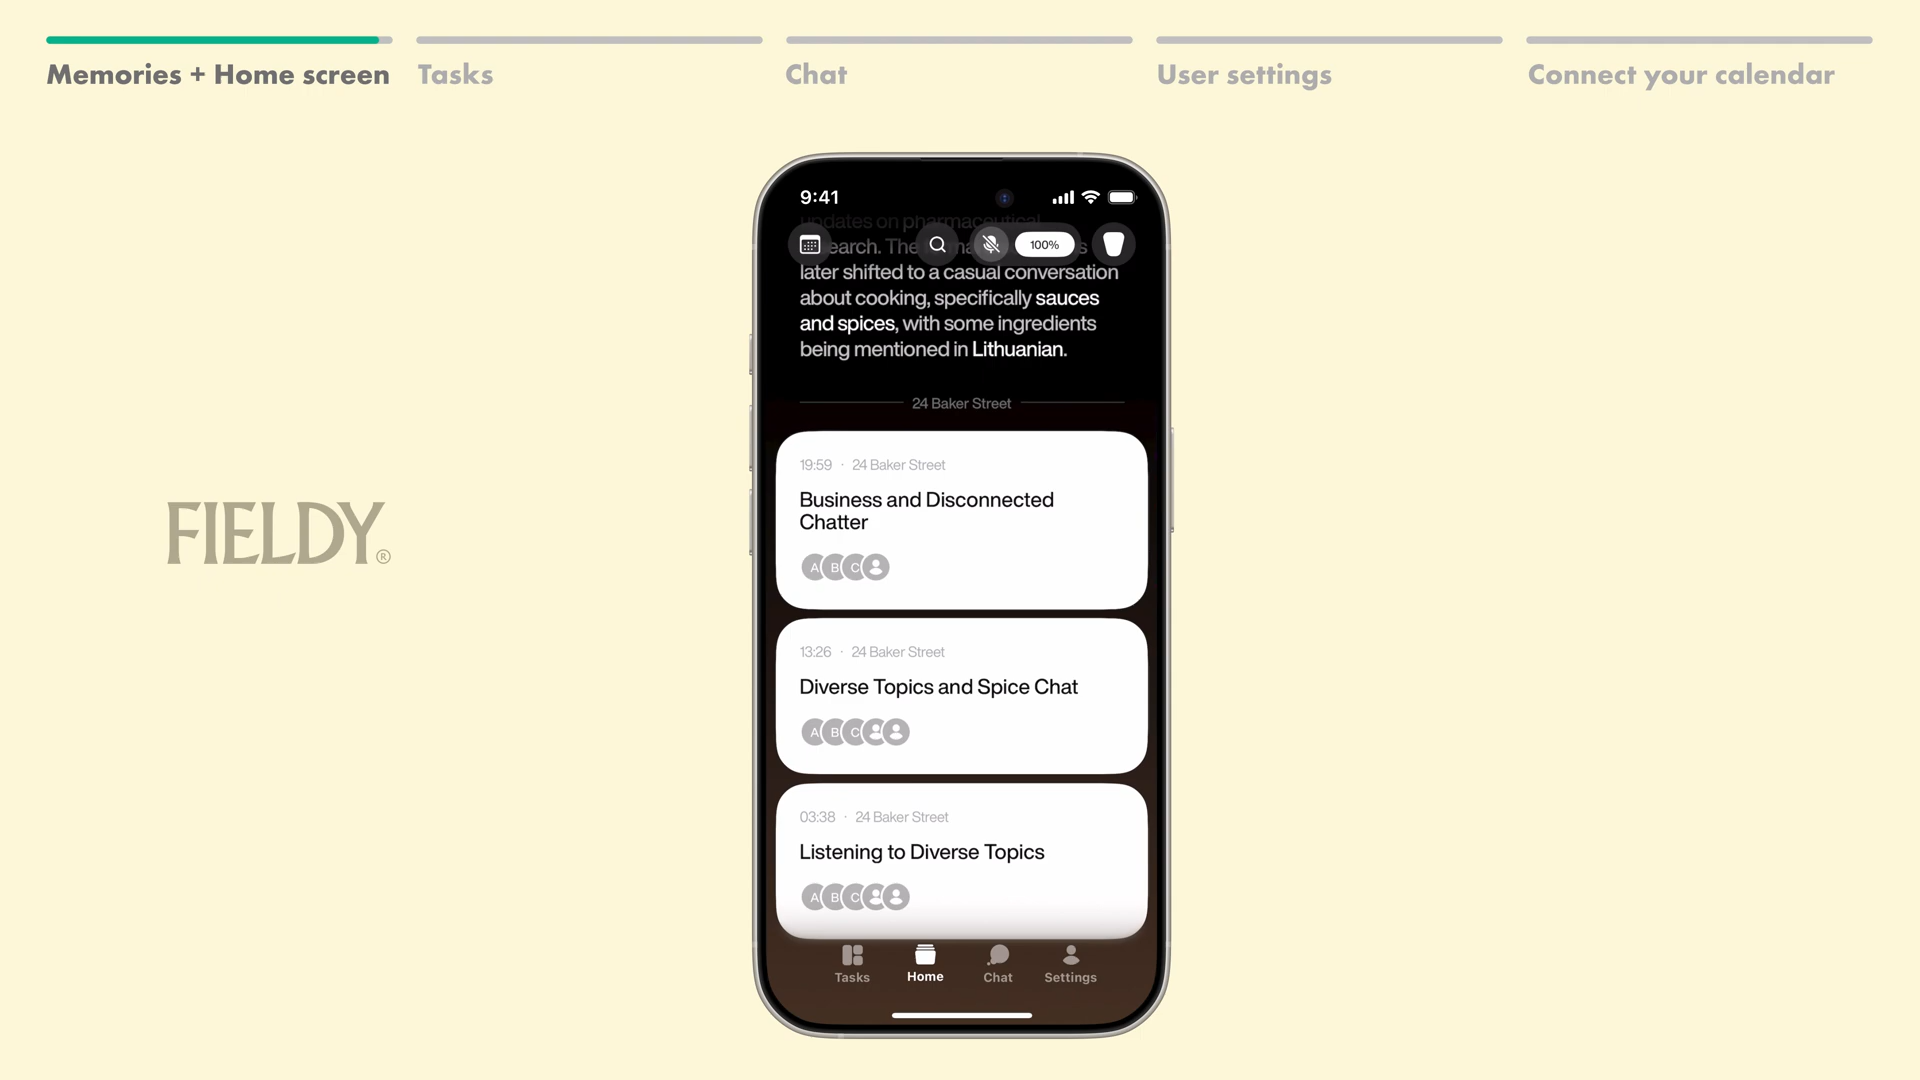 Memories + Home screen
Tasks
Chat
User settings
Connect your calendar
9:41
updates on pharmaceutical
100%
later shifted to a casual conversation
about cooking, specifically sauces
and spices, with some ingredients
being mentioned in Lithuanian.
24 Baker Street
19:59 · 24 Baker Street
Business and Disconnected
Chatter
A B C
13:26 · 24 Baker Street
Diverse Topics and Spice Chat
A B C
03:38 · 24 Baker Street
Listening to Diverse Topics
A B C
Tasks
Home
Chat
Settings
FIELDY®